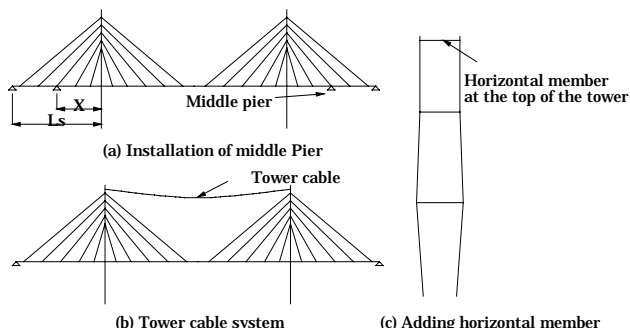 Horizontal member
at the top of the tower
Middle pier
X
Ls
(a) Installation of middle Pier
Tower cable
(b) Tower cable system
(c) Adding horizontal member